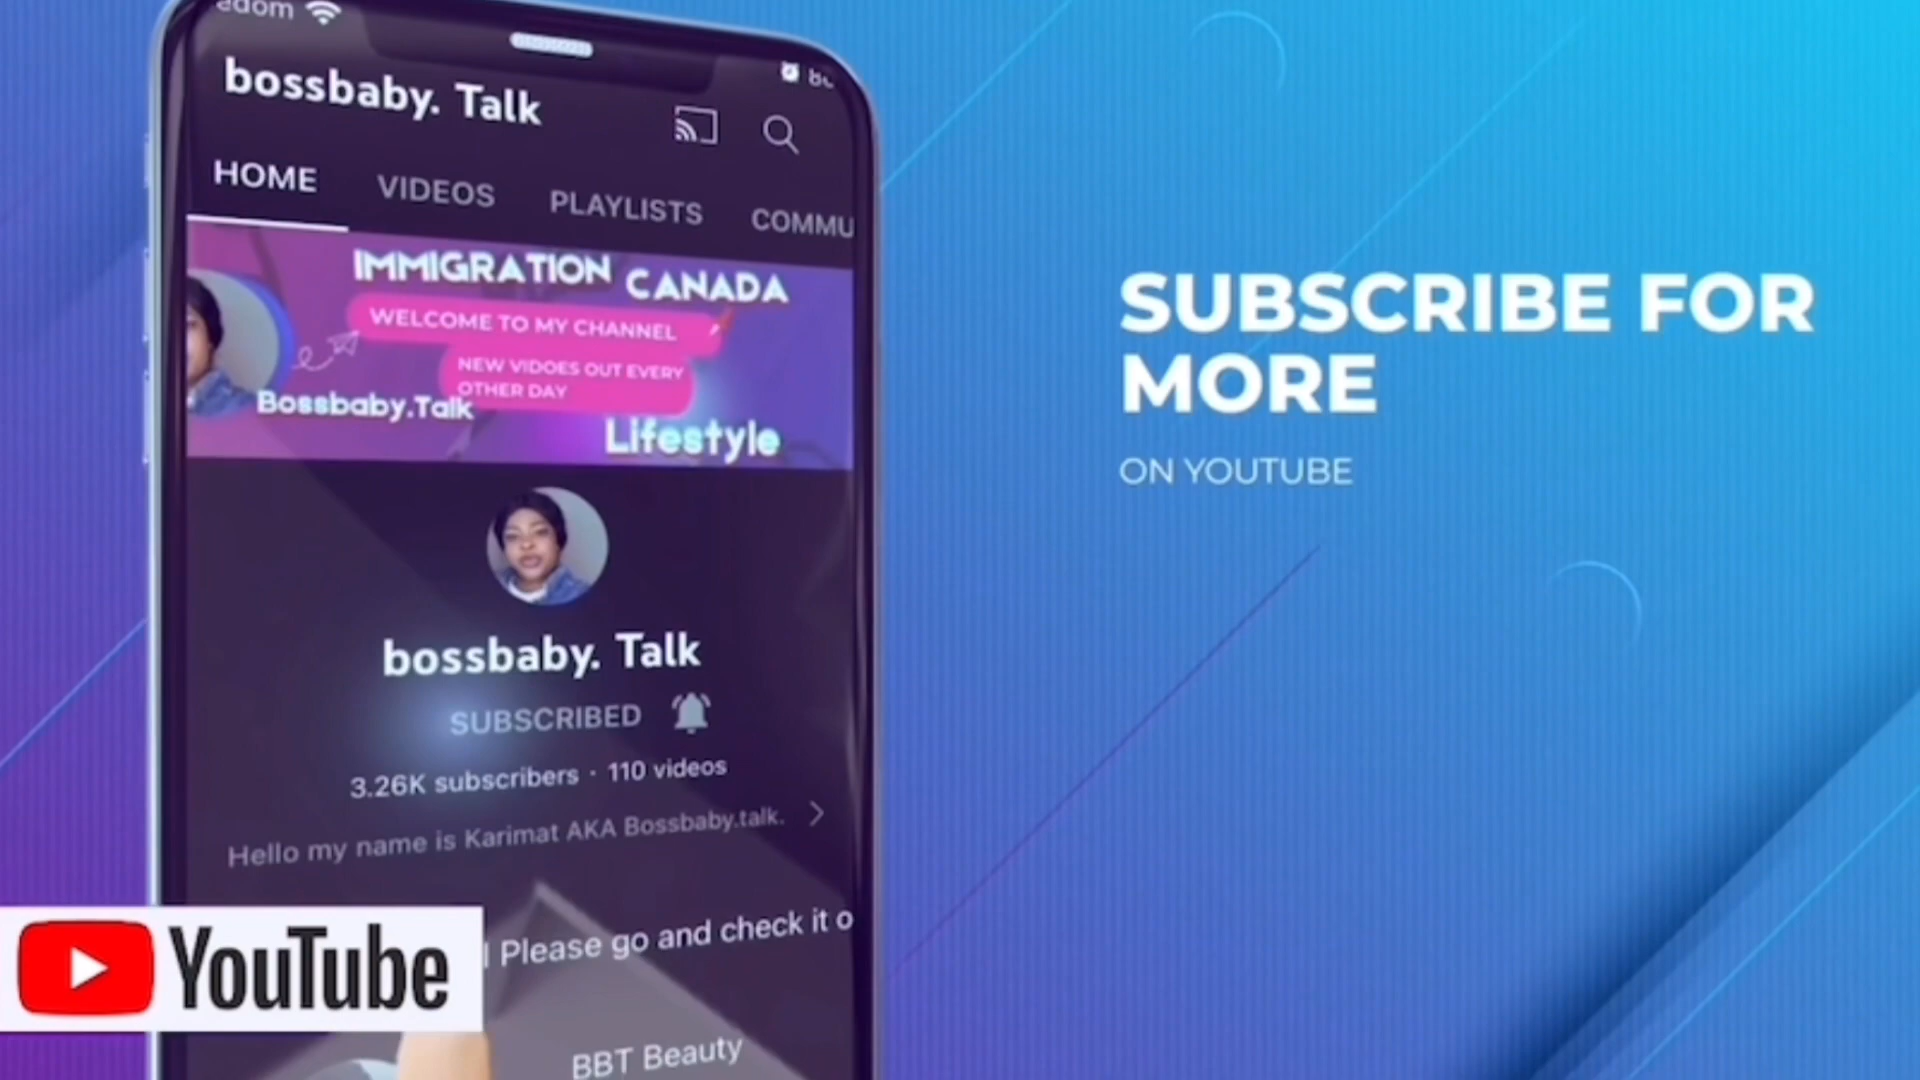 bossbaby. Talk
HOME VIDEOS PLAYLISTS COMMU
IMMIGRATION CANADA
WELCOME TO MY CHANNEL
NEW VIDOES OUT EVERY
OTHER DAY
Bossbaby.Talk
Lifestyle
bossbaby. Talk
SUBSCRIBED
3.26K subscribers · 110 videos
Hello my name is Karimat AKA Bossbaby.talk.
Please go and check it o
BBT Beauty
YouTube
SUBSCRIBE FOR
MORE
ON YOUTUBE